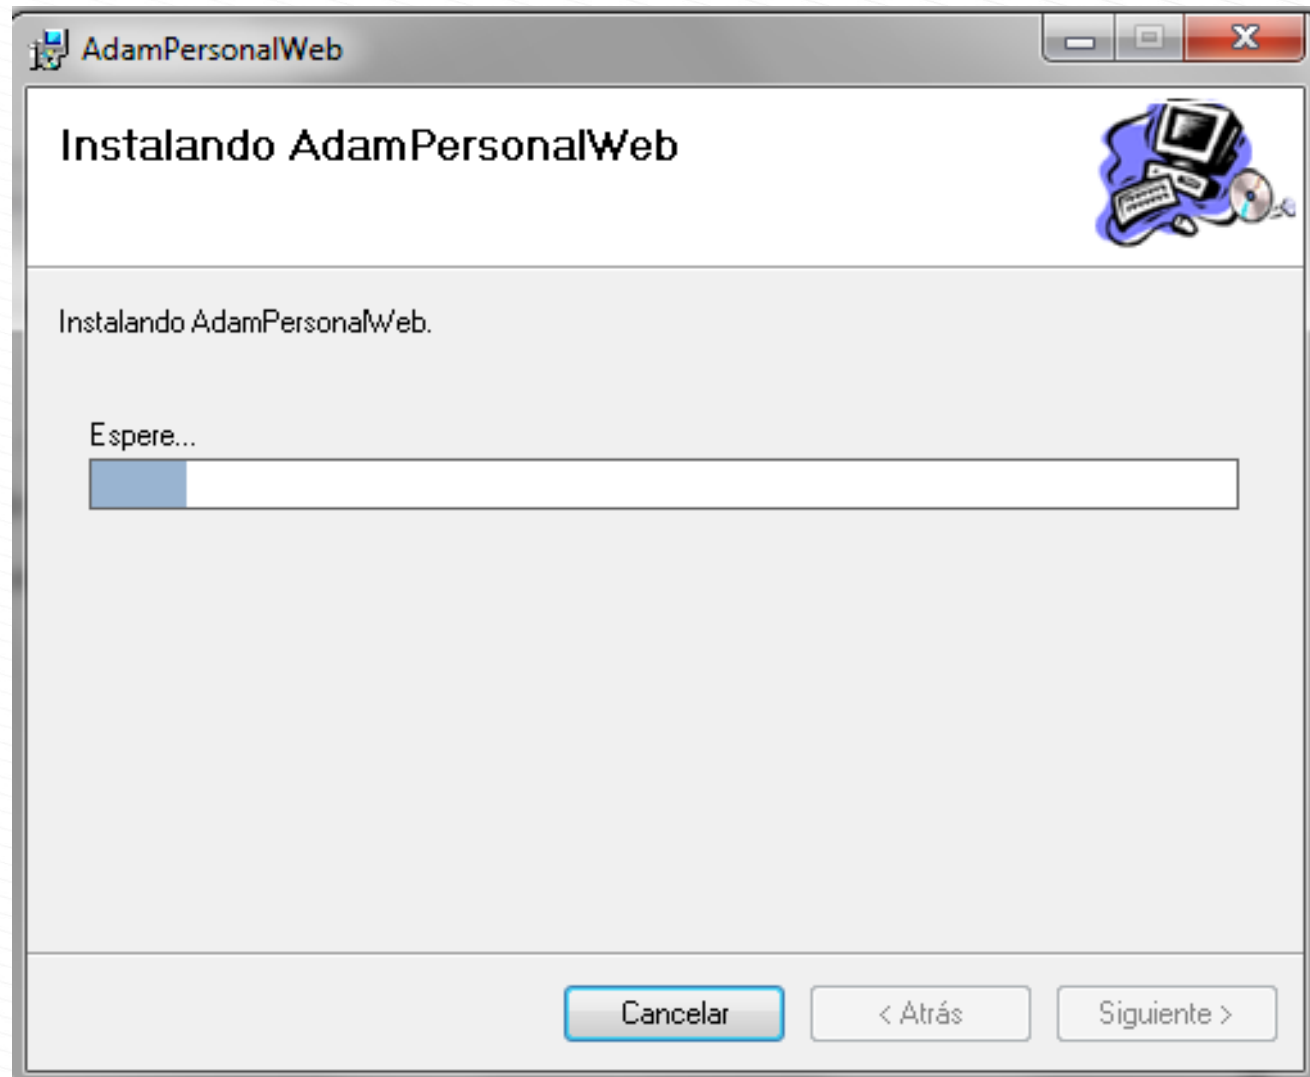 AdamPersonalWeb
Instalando AdamPersonalWeb
Instalando AdamPersonalWeb.
Espere...
Cancelar
< Atrás
Siguiente >